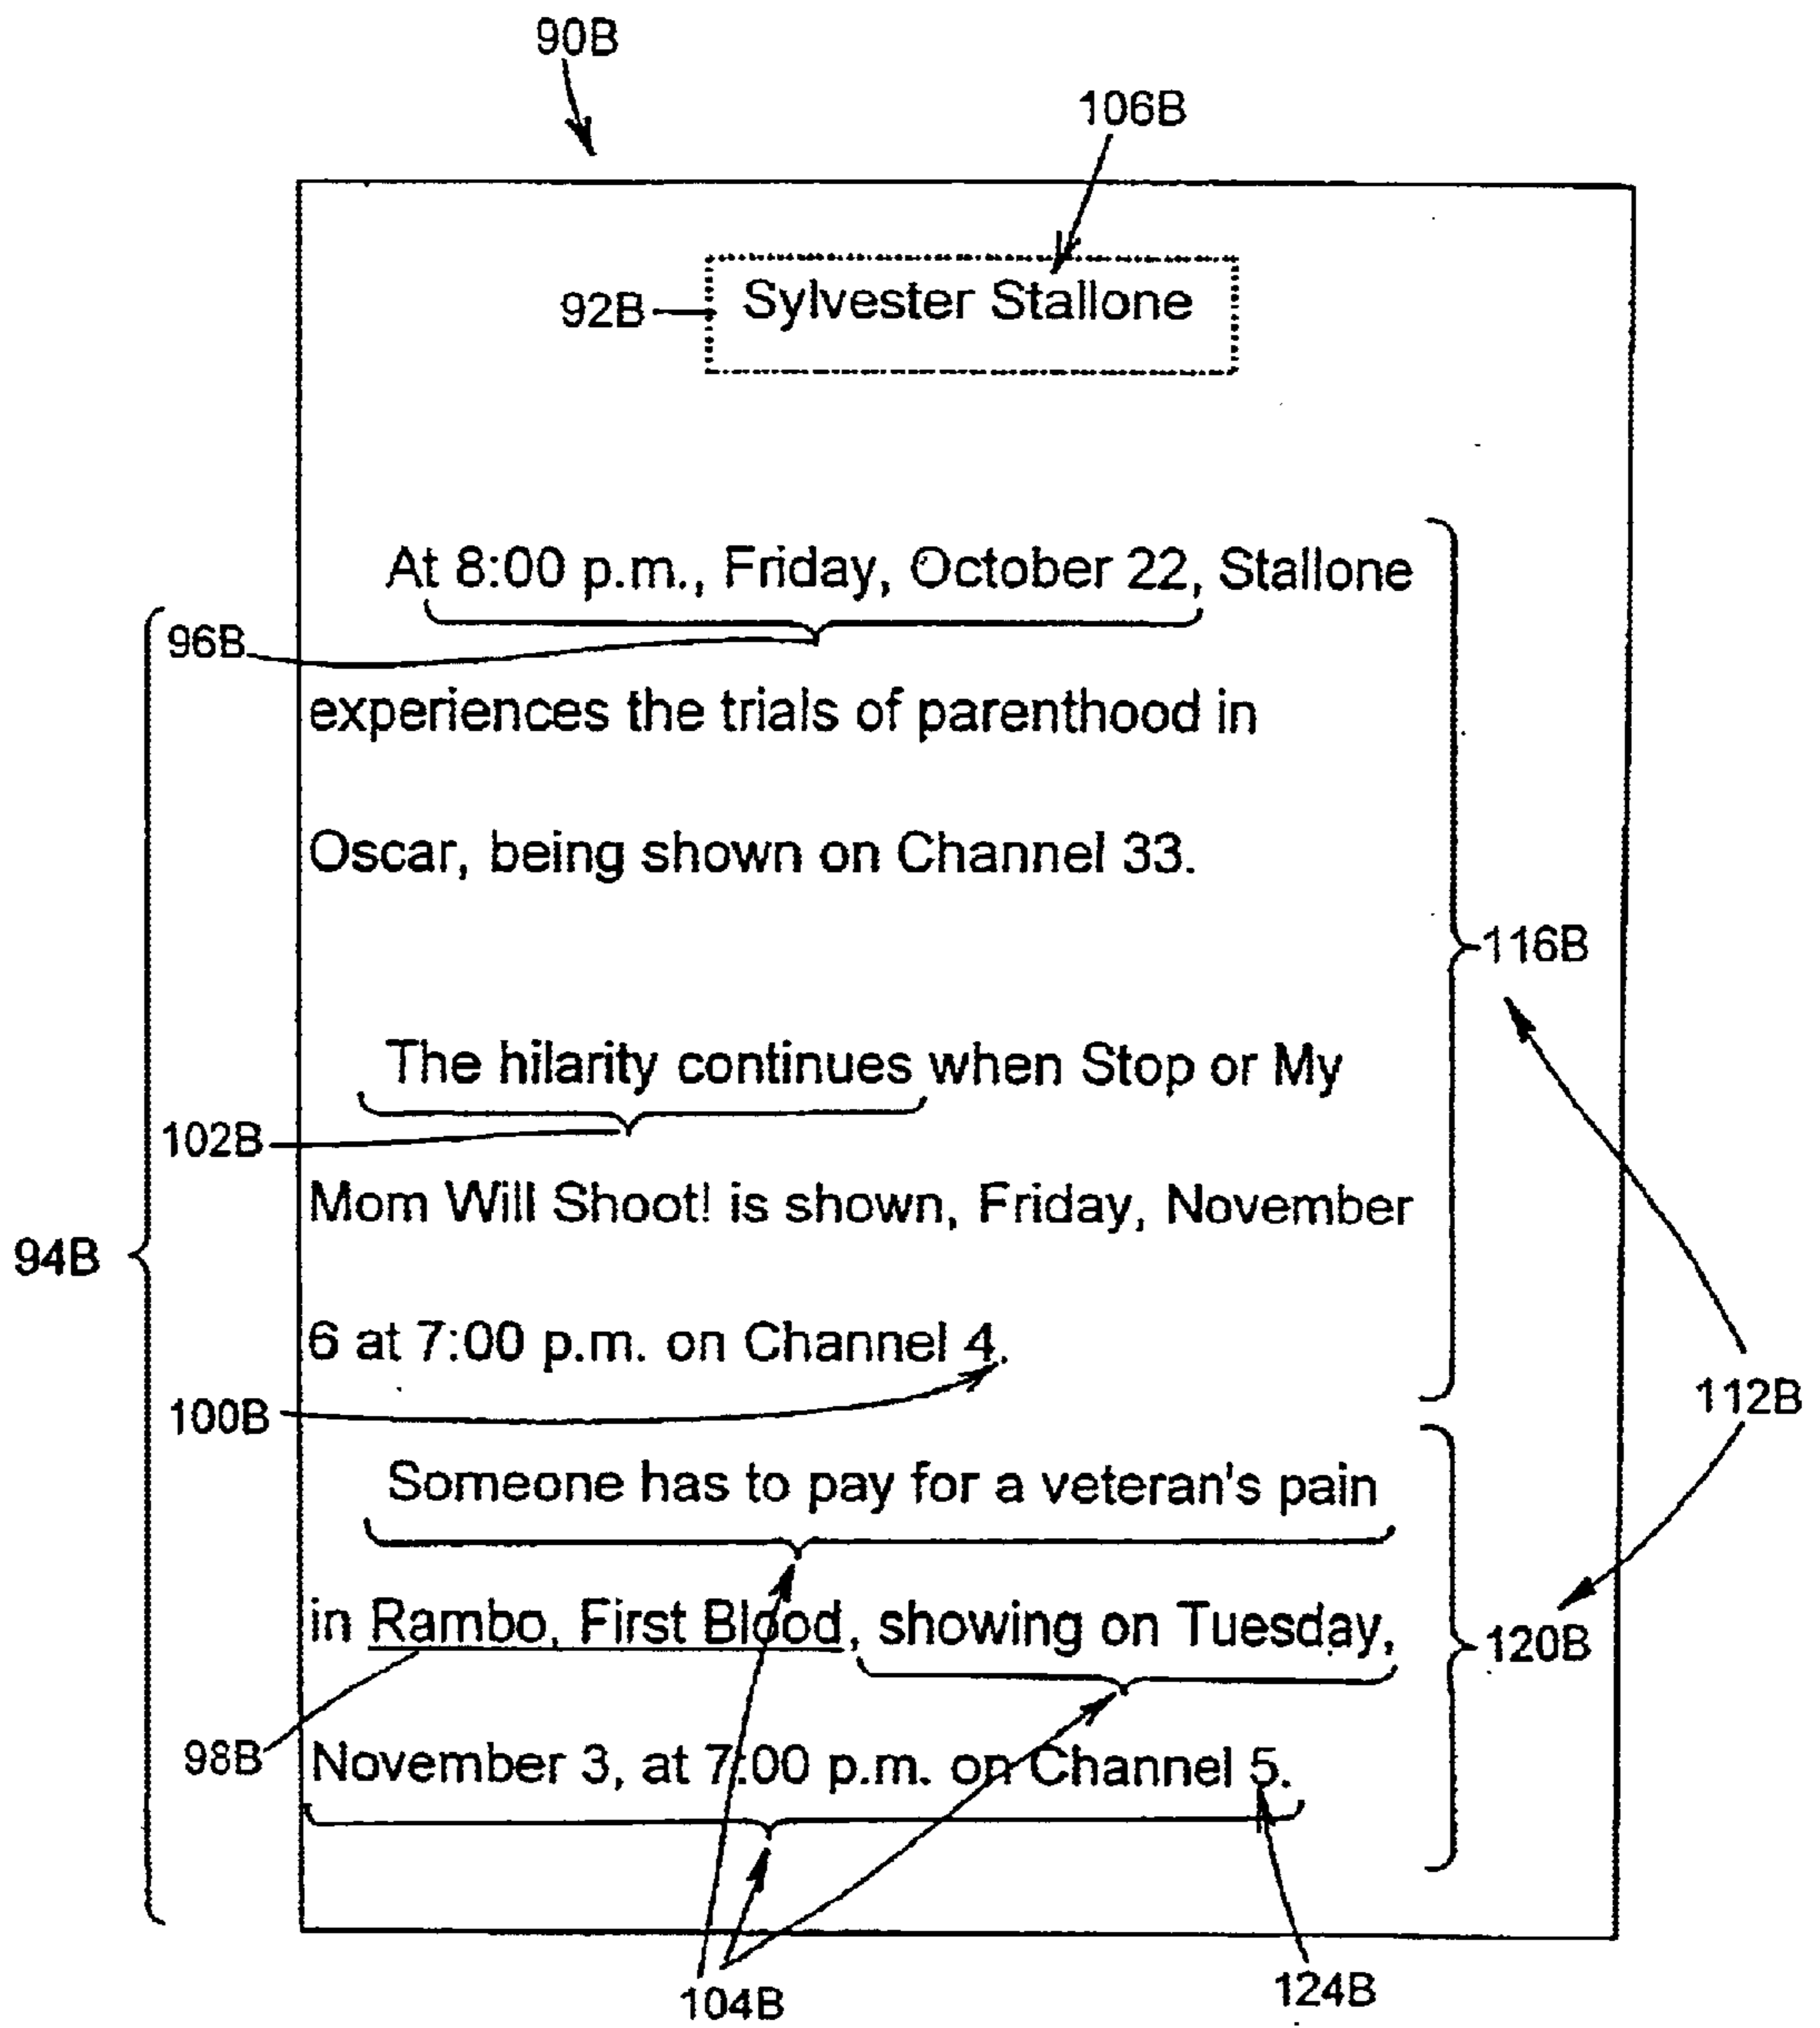 90B
106B
92B
Sylvester Stallone
At 8:00 p.m., Friday, October 22, Stallone
96B
experiences the trials of parenthood in
Oscar, being shown on Channel 33.
116B
The hilarity continues when Stop or My
102B
Mom Will Shoot! is shown, Friday, November
94B
6 at 7:00 p.m. on Channel 4.
112B
100B
Someone has to pay for a veteran's pain
in Rambo, First Blood, showing on Tuesday,
120B
98B
November 3, at 7:00 p.m. on Channel 5.
104B
124B